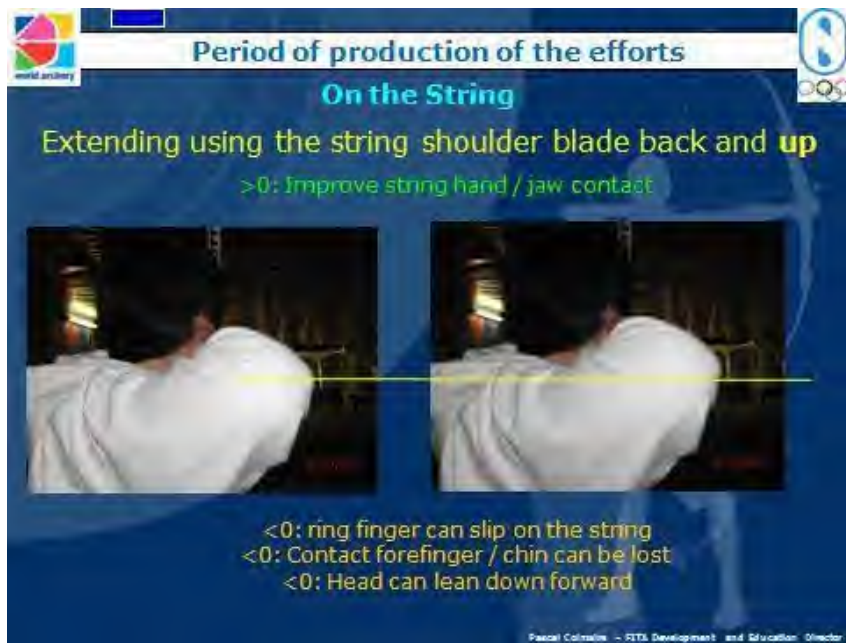 world archery
Period of production of the efforts
On the String
Extending using the string shoulder blade back and up
>0: Improve string hand / jaw contact
<0: ring finger can slip on the string
<0: Contact forefinger / chin can be lost
<0: Head can lean down forward
Pascal Colmaire – FITA Development and Education Director